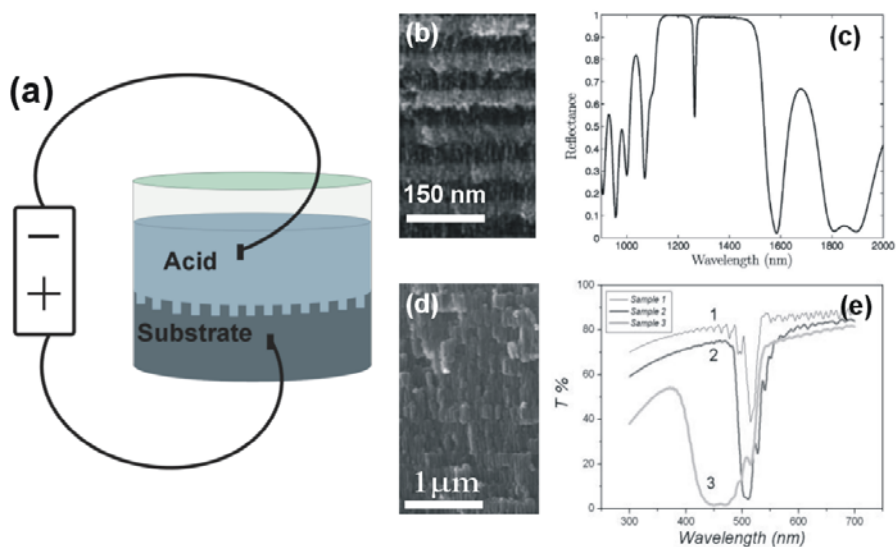 (a)
−
+
Acid
Substrate
(b)
150 nm
(c)
Reflectance
1
0.9
0.8
0.7
0.6
0.5
0.4
0.3
0.2
0.1
0
1000 1200 1400 1600 1800 2000
Wavelength (nm)
(d)
1μm
(e)
T %
100
80
60
40
20
0
Sample 1
Sample 2
Sample 3
1
2
3
300 400 500 600 700
Wavelength (nm)